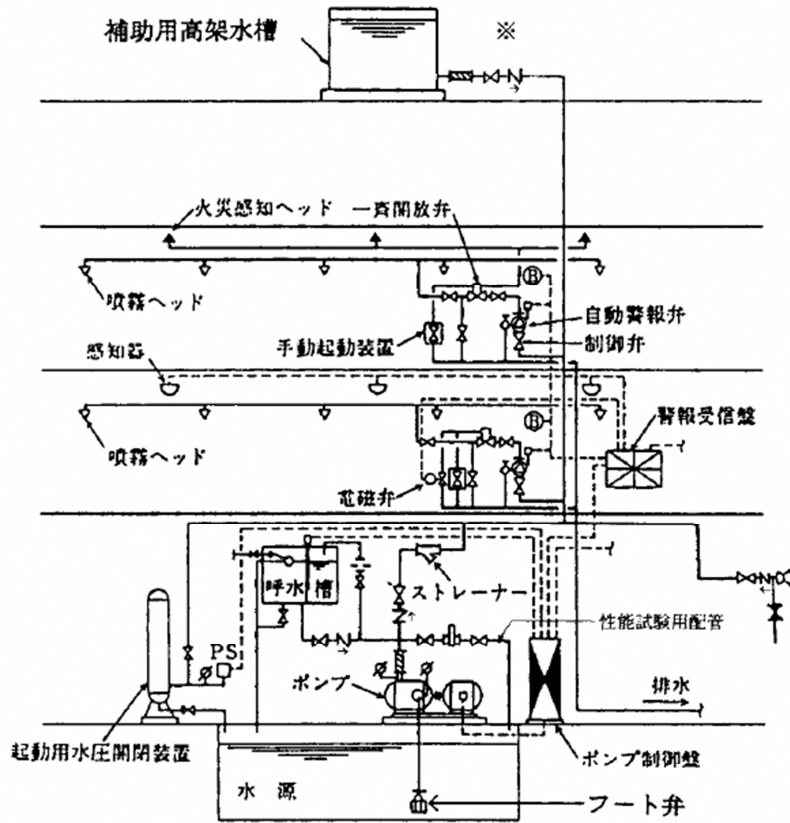 補助用高架水槽
※
火災感知ヘッド 一斉開放弁
B
噴霧ヘッド
自動警報弁
手動起動装置
制御弁
感知器
B
警報受信盤
噴霧ヘッド
電磁弁
呼水槽
ストレーナー
性能試験用配管
PS
ポンプ
排水
起動用水圧開閉装置
ポンプ制御盤
水源
フート弁